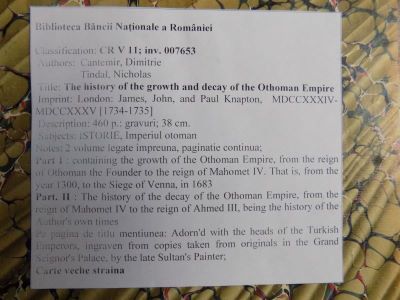 Biblioteca Băncii Naționale a României
Classification: CR V 11; inv. 007653
Authors: Cantemir, Dimitrie
Tindal, Nicholas
Title: The history of the growth and decay of the Othoman Empire
Imprint: London: James, John, and Paul Knapton, MDCCXXXIV-
MDCCXXXV [1734-1735]
Description: 460 p.: gravuri; 38 cm.
Subjects: ISTORIE, Imperiul otoman
Notes: 2 volume legate impreuna, paginatie continua;
Part I : containing the growth of the Othoman Empire, from the reign
of Othoman the Founder to the reign of Mahomet IV. That is, from the
year 1300, to the Siege of Venna, in 1683
Part. II : The history of the decay of the Othoman Empire, from the
reign of Mahomet IV to the reign of Ahmed III, being the history of the
Author's own times
Pe pagina de titlu mentiunea: Adorn'd with the heads of the Turkish
Emperors, ingraven from copies taken from originals in the Grand
Seignor's Palace, by the late Sultan's Painter;
Carte veche straina